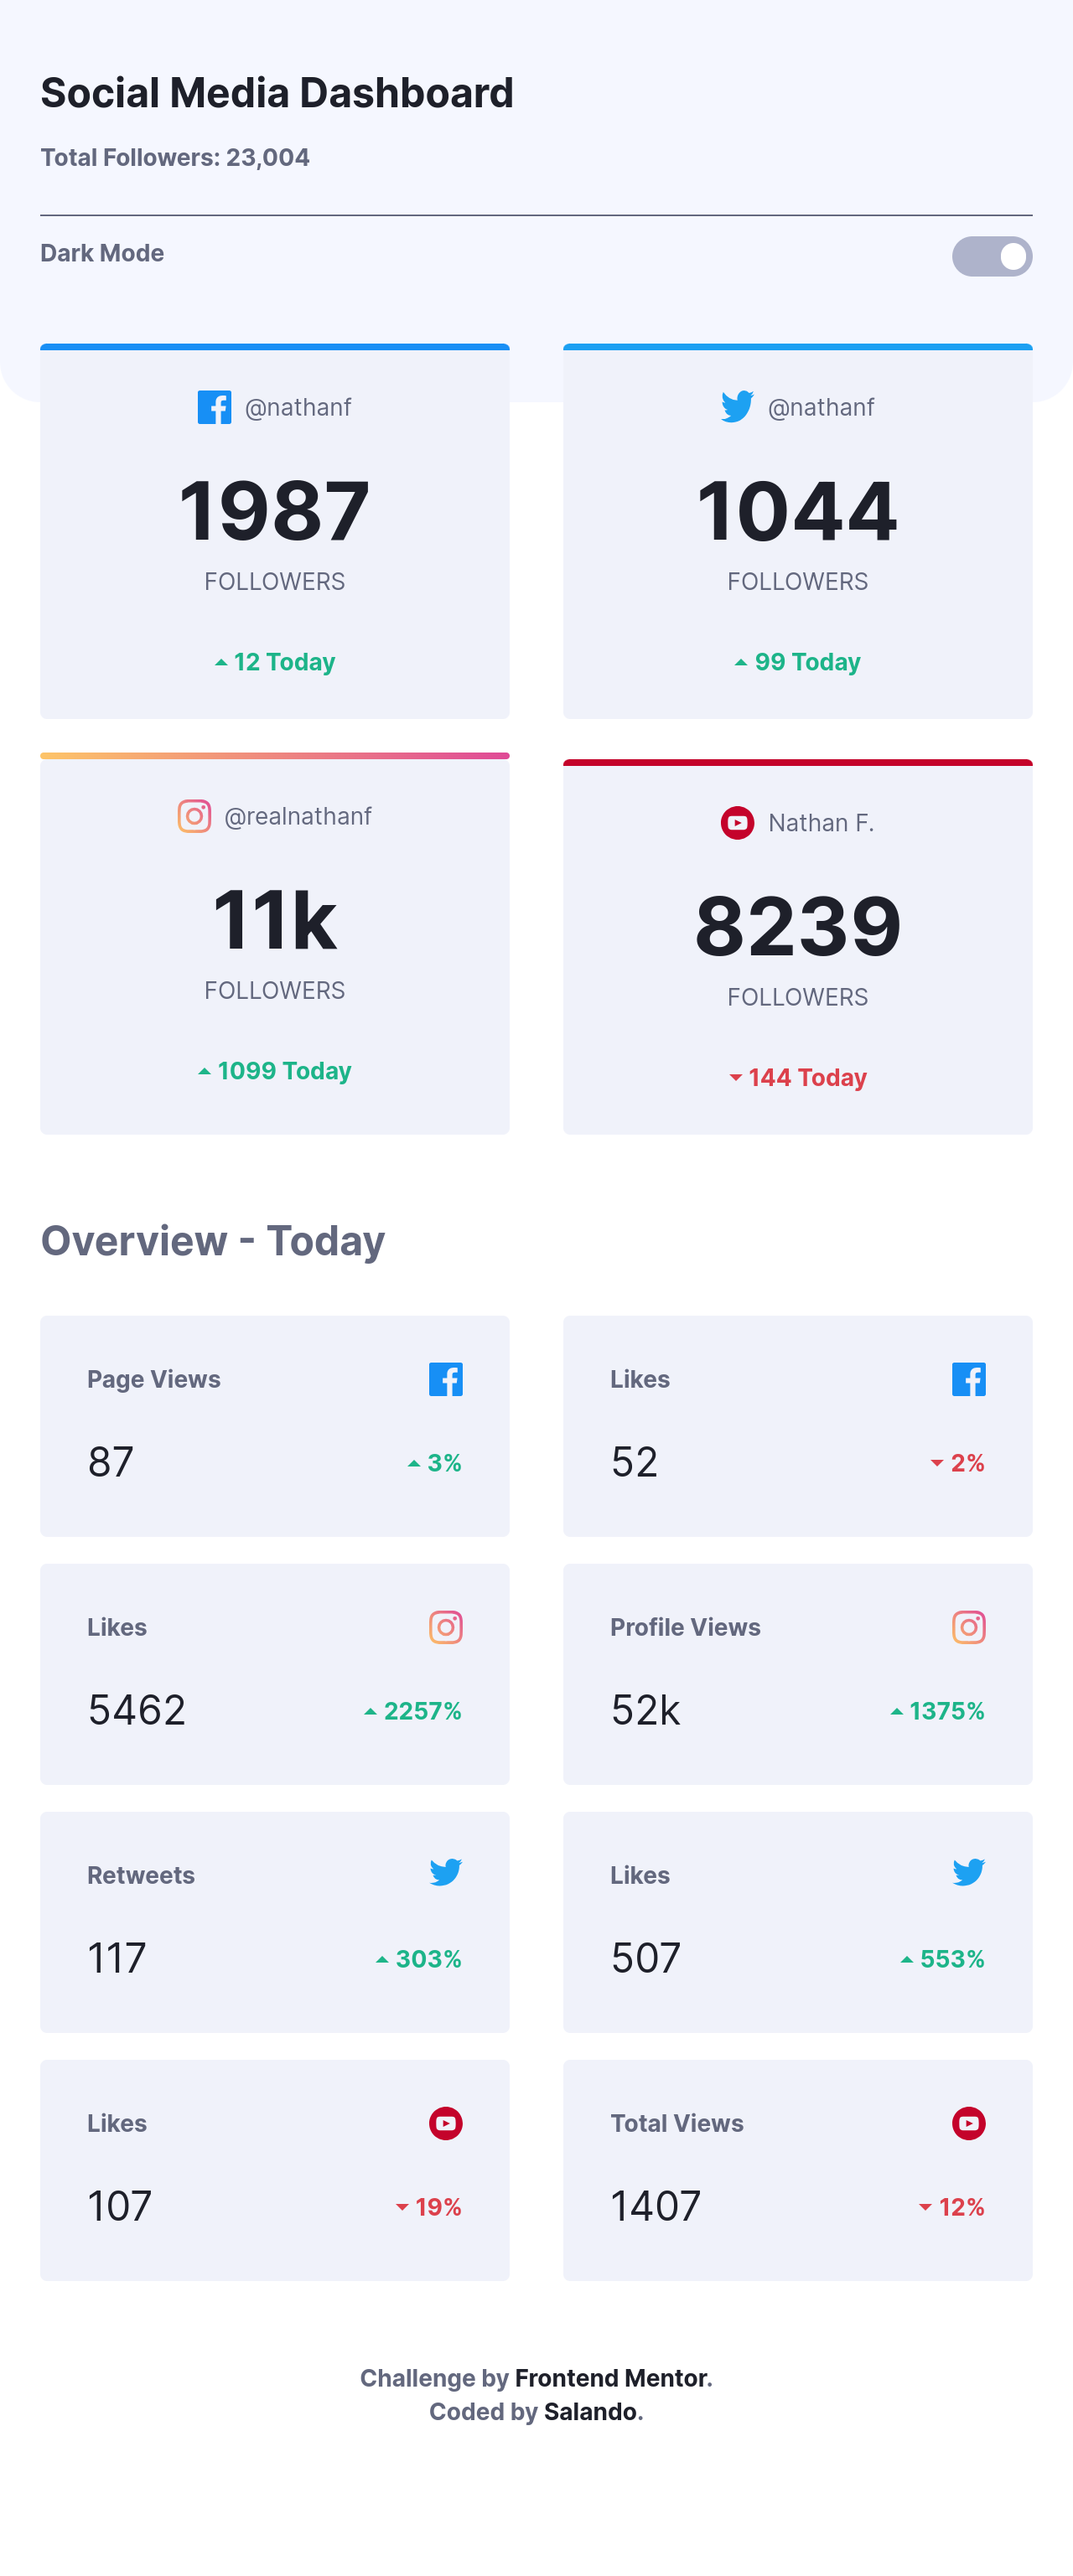 Social Media Dashboard
Total Followers: 23,004
Dark Mode
@nathanf
1987
FOLLOWERS
12 Today
@nathanf
1044
FOLLOWERS
99 Today
@realnathanf
11k
FOLLOWERS
1099 Today
Nathan F.
8239
FOLLOWERS
144 Today
Overview - Today
Page Views
87
3%
Likes
52
2%
Likes
5462
2257%
Profile Views
52k
1375%
Retweets
117
303%
Likes
507
553%
Likes
107
19%
Total Views
1407
12%
Challenge by Frontend Mentor.
Coded by Salando.